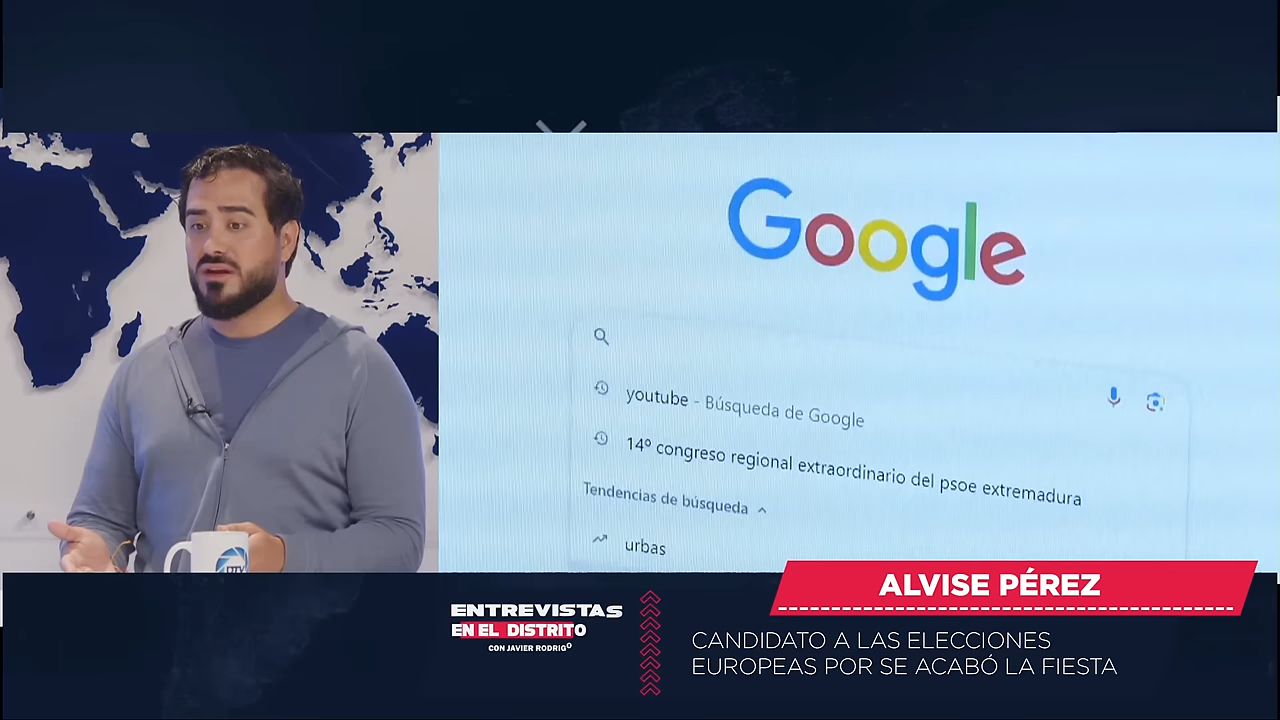 Google
youtube - Búsqueda de Google
14º congreso regional extraordinario del psoe extremadura
Tendencias de búsqueda
urbas
DTV
ALVISE PÉREZ
ENTREVISTAS
EN EL DISTRITO
CON JAVIER RODRIGO
CANDIDATO A LAS ELECCIONES
EUROPEAS POR SE ACABÓ LA FIESTA